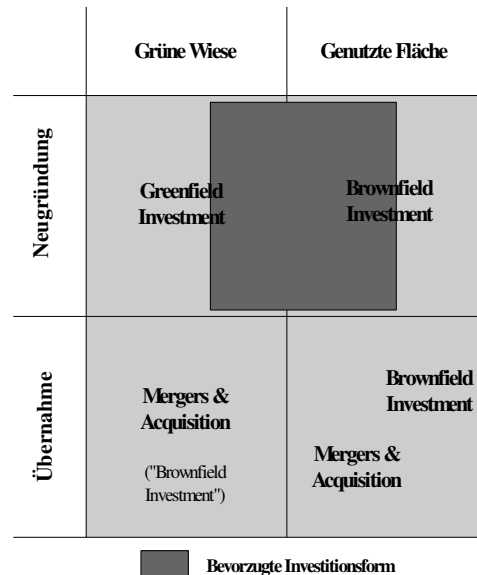 Grüne Wiese
Genutzte Fläche
Neugründung
Greenfield
Investment
Brownfield
Investment
Übernahme
Mergers &
Acquisition
("Brownfield
Investment")
Brownfield
Investment
Mergers &
Acquisition
Bevorzugte Investitionsform